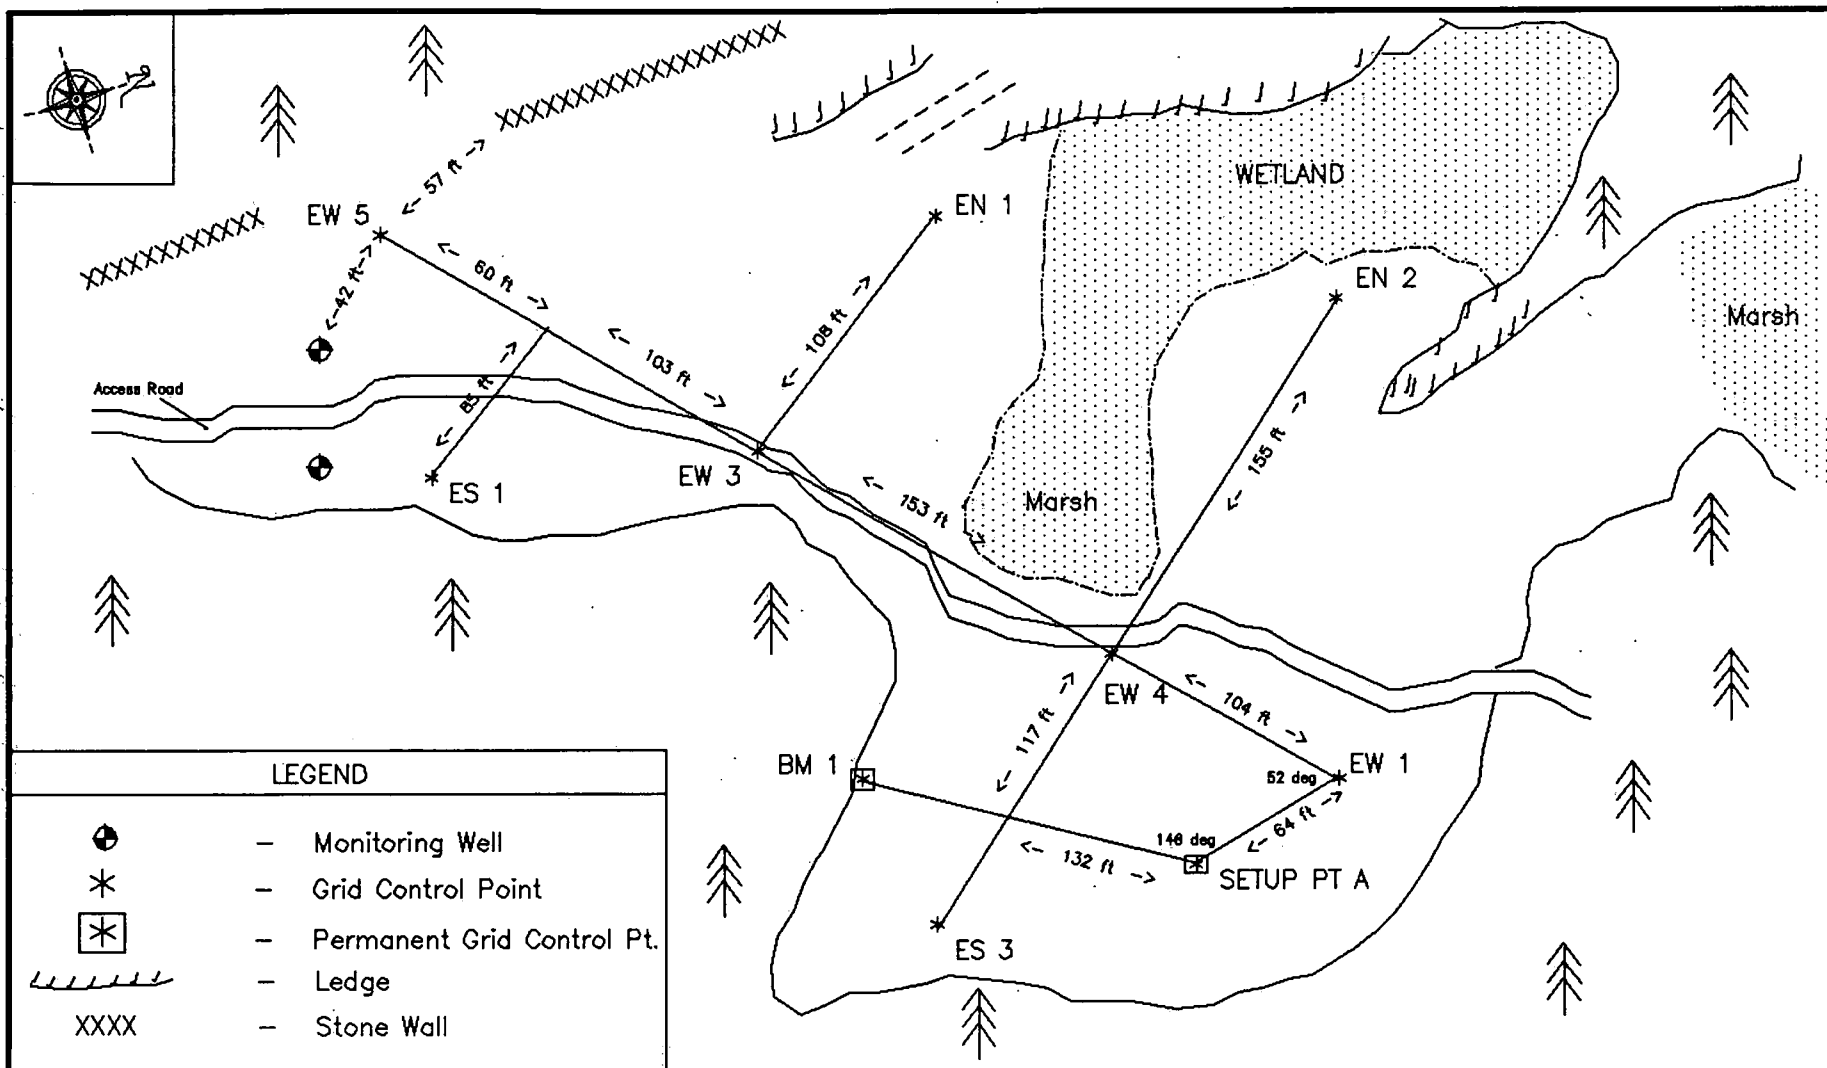 N
57 ft
WETLAND
EW 5
EN 1
60 ft
42 ft
EN 2
108 ft
Marsh
103 ft
Access Road
85 ft
EW 3
ES 1
153 ft
Marsh
155 ft
EW 4
104 ft
117 ft
BM 1
52 deg
EW 1
64 ft
146 deg
132 ft
SETUP PT A
ES 3
LEGEND
– Monitoring Well
– Grid Control Point
– Permanent Grid Control Pt.
– Ledge
XXXX – Stone Wall